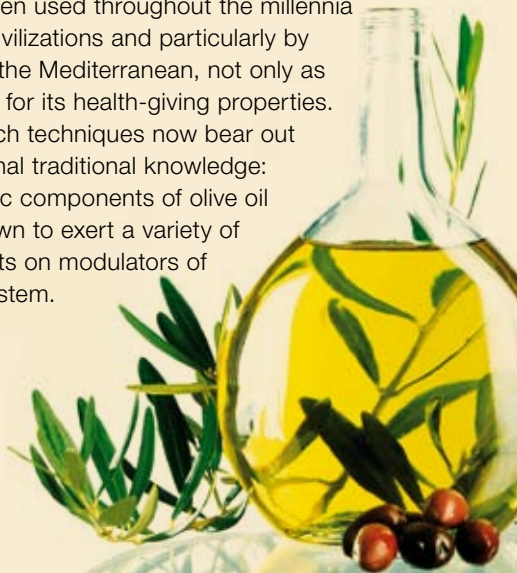 en used throughout the millennia
vilizations and particularly by
the Mediterranean, not only as
for its health-giving properties.
ch techniques now bear out
nal traditional knowledge:
c components of olive oil
wn to exert a variety of
ts on modulators of
stem.